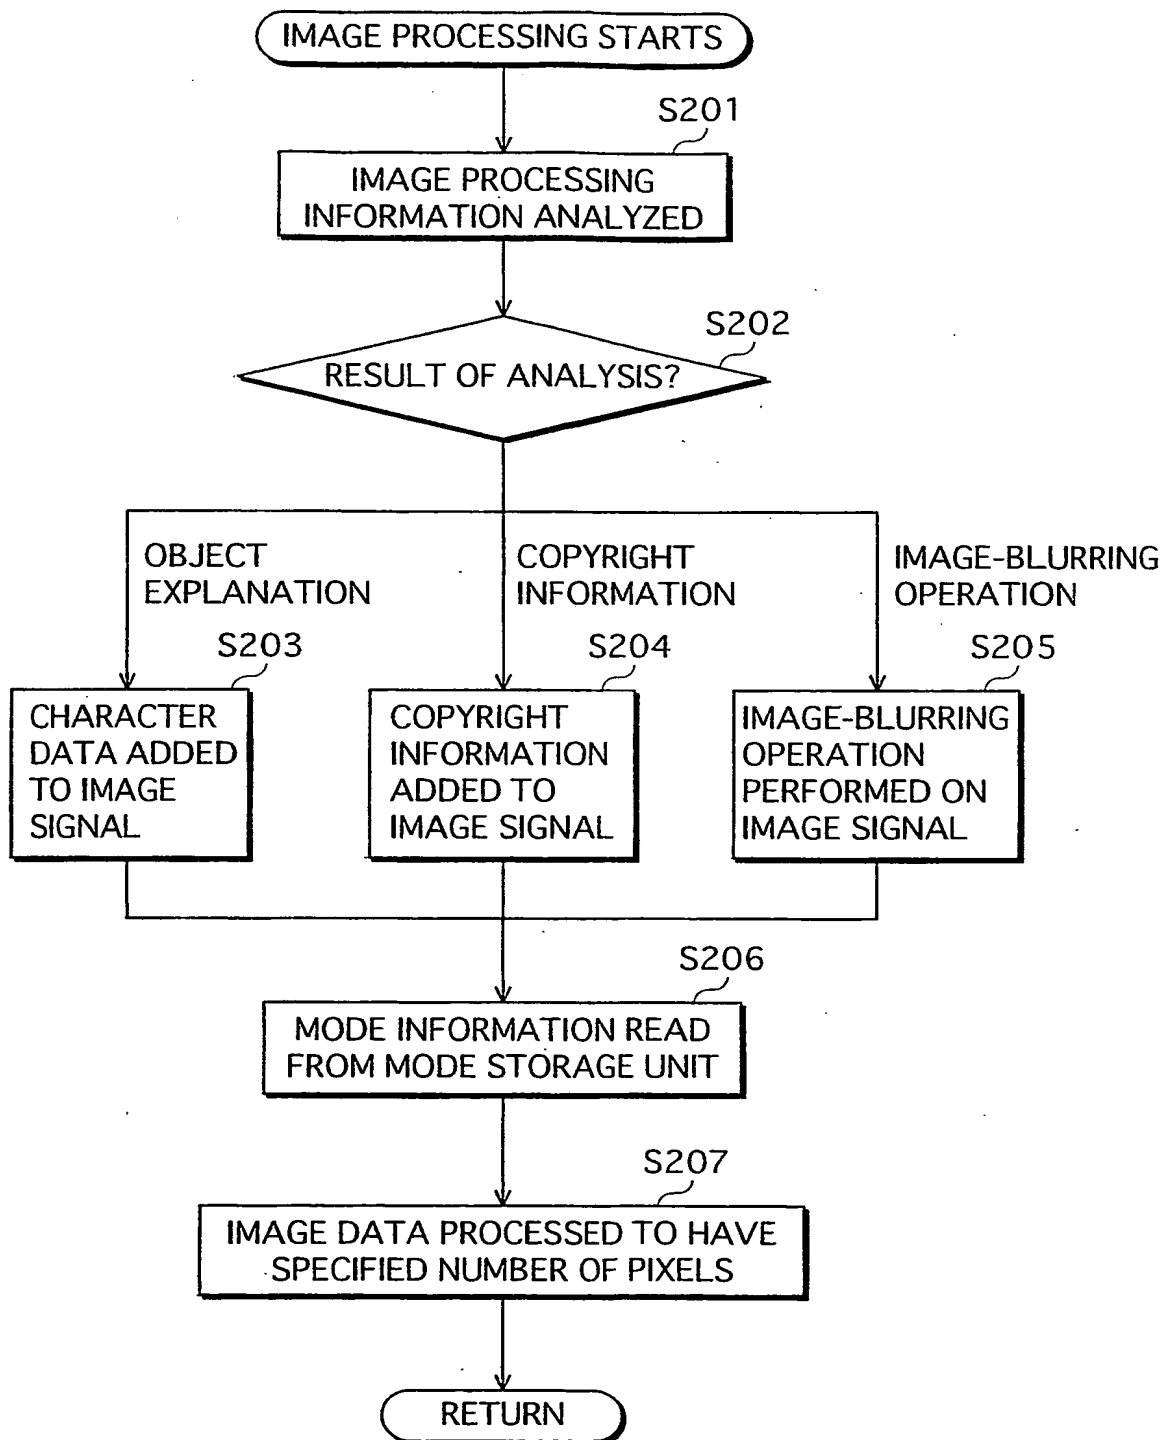 IMAGE PROCESSING STARTS
S201
IMAGE PROCESSING
INFORMATION ANALYZED
S202
RESULT OF ANALYSIS?
OBJECT
EXPLANATION
COPYRIGHT
INFORMATION
IMAGE-BLURRING
OPERATION
S203
CHARACTER
DATA ADDED
TO IMAGE
SIGNAL
S204
COPYRIGHT
INFORMATION
ADDED TO
IMAGE SIGNAL
S205
IMAGE-BLURRING
OPERATION
PERFORMED ON
IMAGE SIGNAL
S206
MODE INFORMATION READ
FROM MODE STORAGE UNIT
S207
IMAGE DATA PROCESSED TO HAVE
SPECIFIED NUMBER OF PIXELS
RETURN